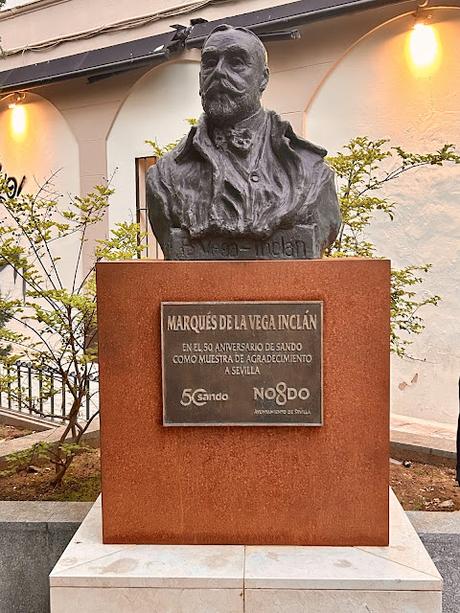 Vega-Inclán
MARQUÉS DE LA VEGA INCLÁN
EN EL 50 ANIVERSARIO DE SANDO
COMO MUESTRA DE AGRADECIMIENTO
A SEVILLA
50 sando
NO8DO
AYUNTAMIENTO DE SEVILLA